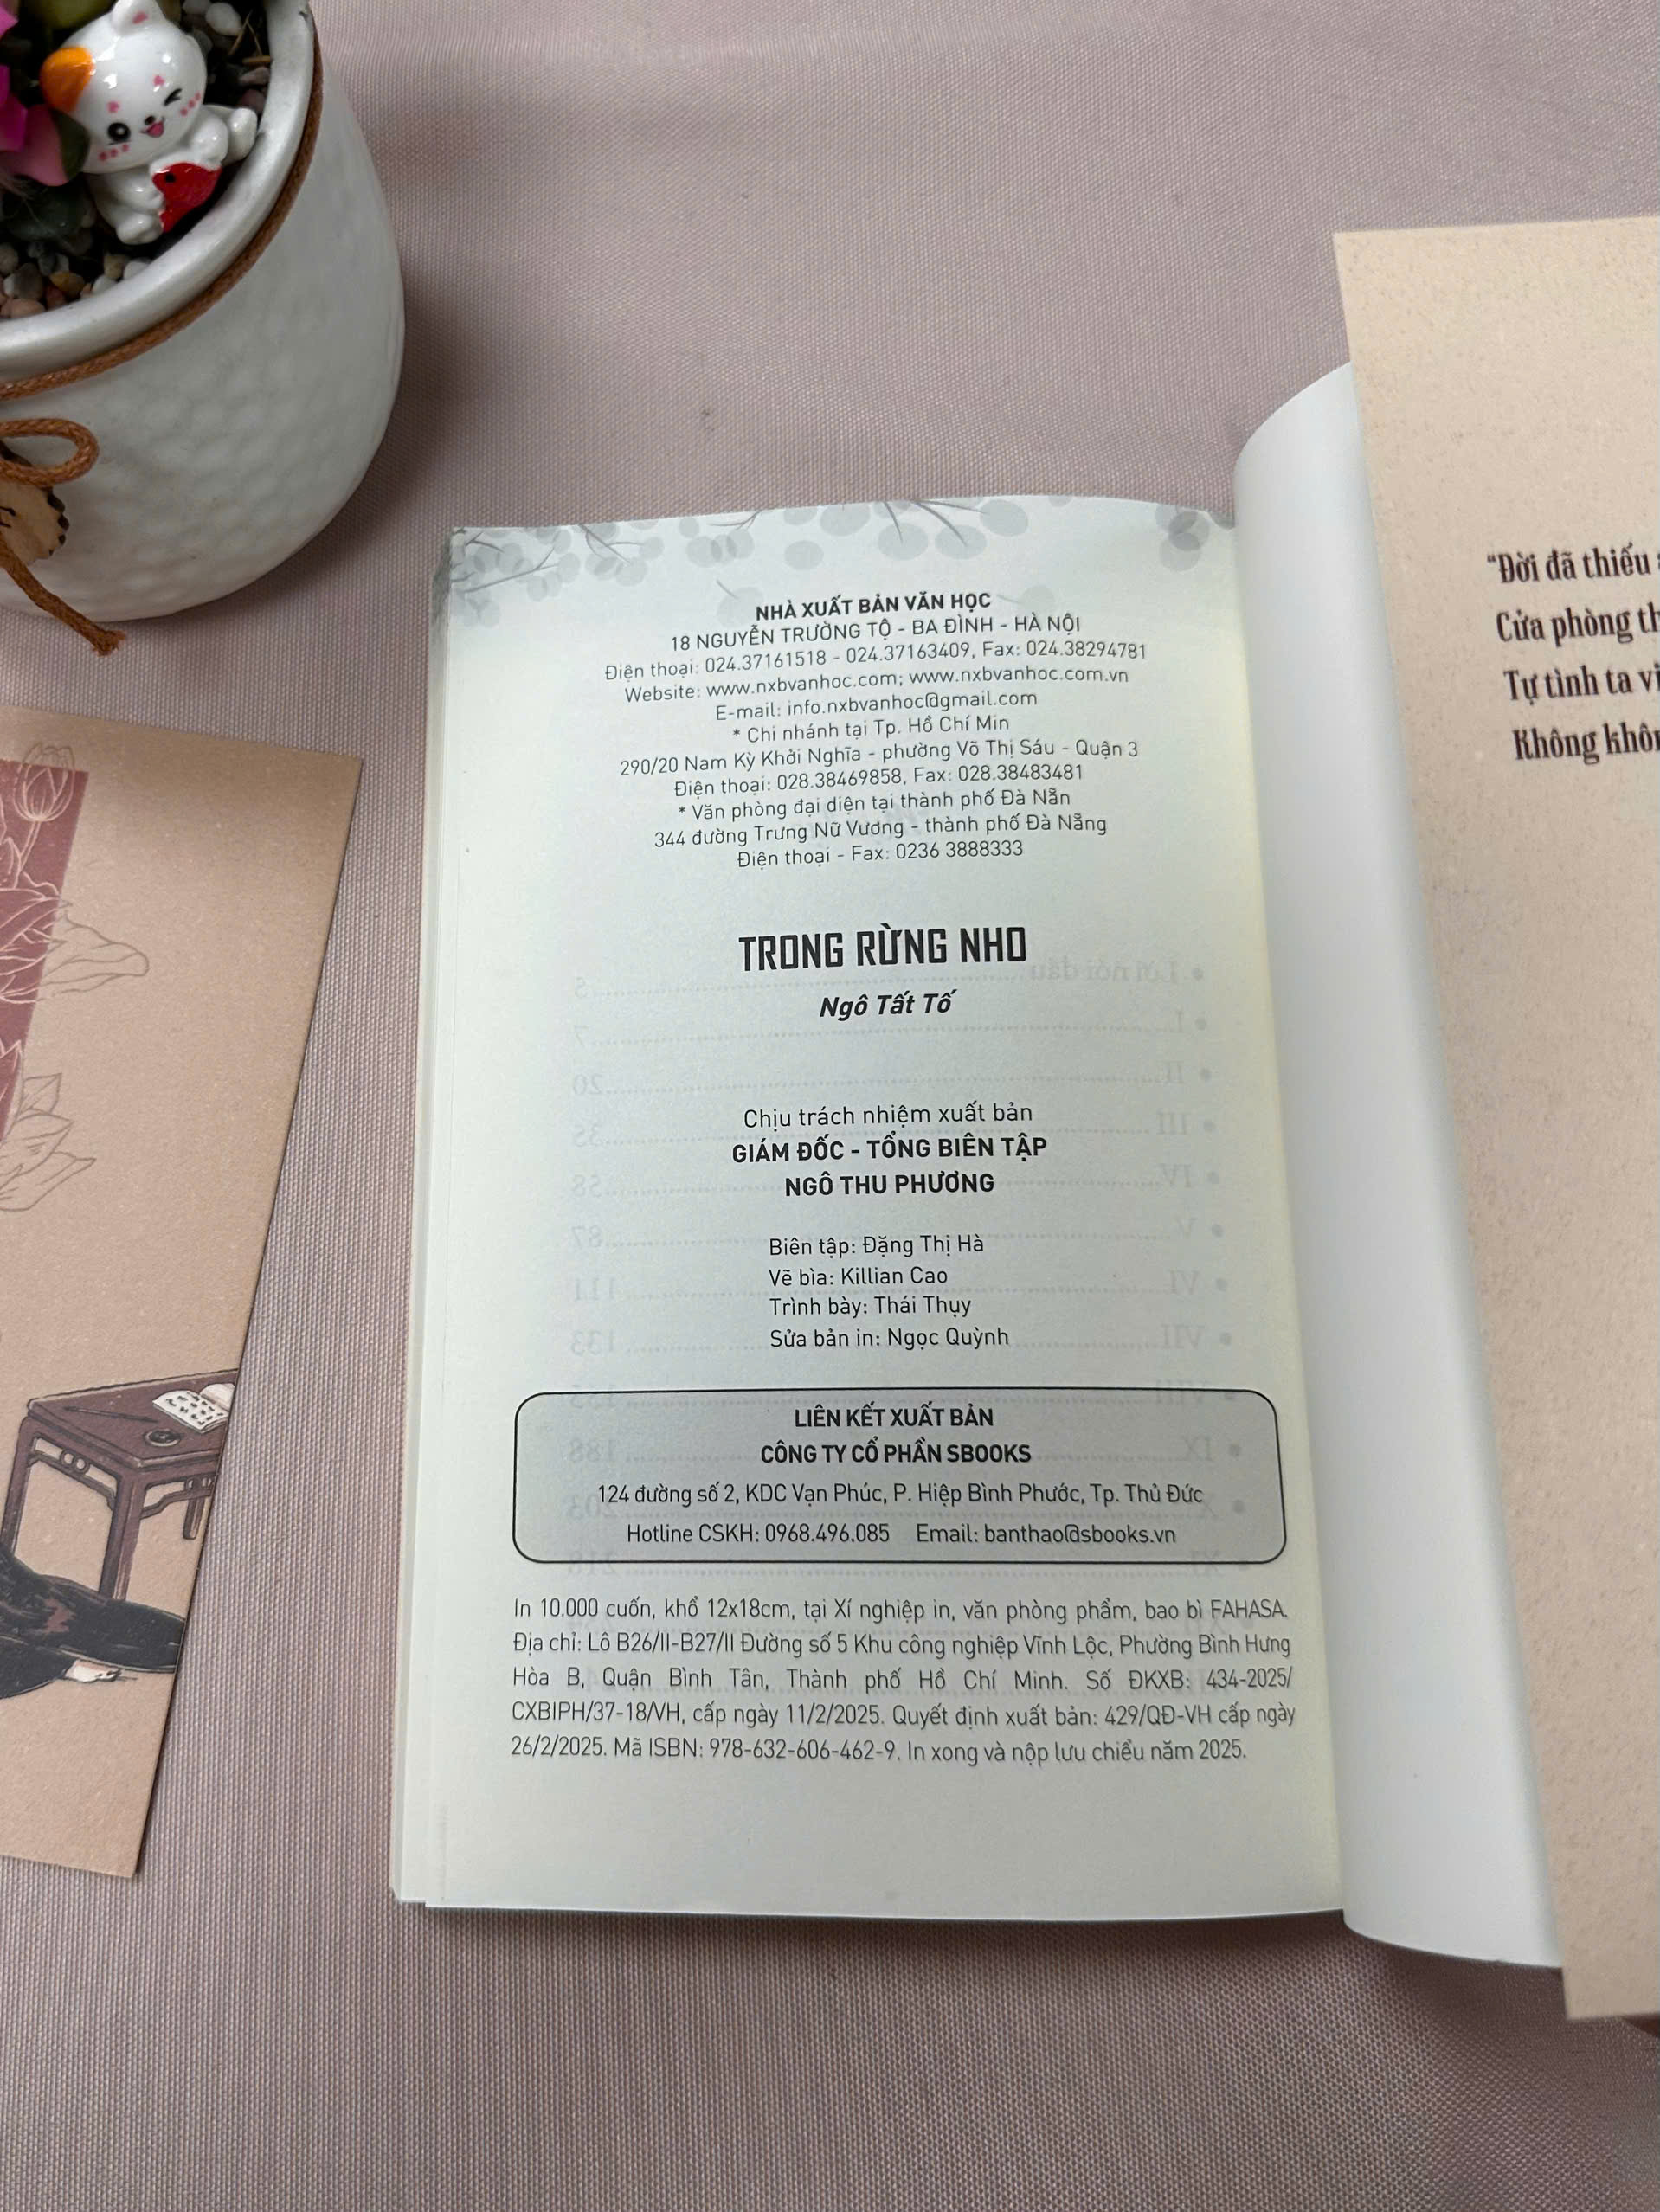 NHÀ XUẤT BẢN VĂN HỌC
18 NGUYỄN TRƯỜNG TỘ - BA ĐÌNH - HÀ NỘI
Điện thoại: 024.37161518 - 024.37163409, Fax: 024.38294781
Website: www.nxbvanhoc.com; www.nxbvanhoc.com.vn
E-mail: info.nxbvanhoc@gmail.com
* Chi nhánh tại Tp. Hồ Chí Min
290/20 Nam Kỳ Khởi Nghĩa - phường Võ Thị Sáu - Quận 3
Điện thoại: 028.38469858, Fax: 028.38483481
* Văn phòng đại diện tại thành phố Đà Nẵn
344 đường Trưng Nữ Vương - thành phố Đà Nẵng
Điện thoại - Fax: 0236 3888333
TRONG RỪNG NHO
Ngô Tất Tố
Chịu trách nhiệm xuất bản
GIÁM ĐỐC - TỔNG BIÊN TẬP
NGÔ THU PHƯƠNG
Biên tập: Đặng Thị Hà
Vẽ bìa: Killian Cao
Trình bày: Thái Thụy
Sửa bản in: Ngọc Quỳnh
LIÊN KẾT XUẤT BẢN
CÔNG TY CỔ PHẦN SBOOKS
124 đường số 2, KDC Vạn Phúc, P. Hiệp Bình Phước, Tp. Thủ Đức
Hotline CSKH: 0968.496.085 Email: banthao@sbooks.vn
In 10.000 cuốn, khổ 12x18cm, tại Xí nghiệp in, văn phòng phẩm, bao bì FAHASA.
Địa chỉ: Lô B26/II-B27/II Đường số 5 Khu công nghiệp Vĩnh Lộc, Phường Bình Hưng
Hòa B, Quận Bình Tân, Thành phố Hồ Chí Minh. Số ĐKXB: 434-2025/
CXBIPH/37-18/VH, cấp ngày 11/2/2025. Quyết định xuất bản: 429/QĐ-VH cấp ngày
26/2/2025. Mã ISBN: 978-632-606-462-9. In xong và nộp lưu chiểu năm 2025.
“Đời đã thiếu
Cửa phòng
Tự tình ta
Không